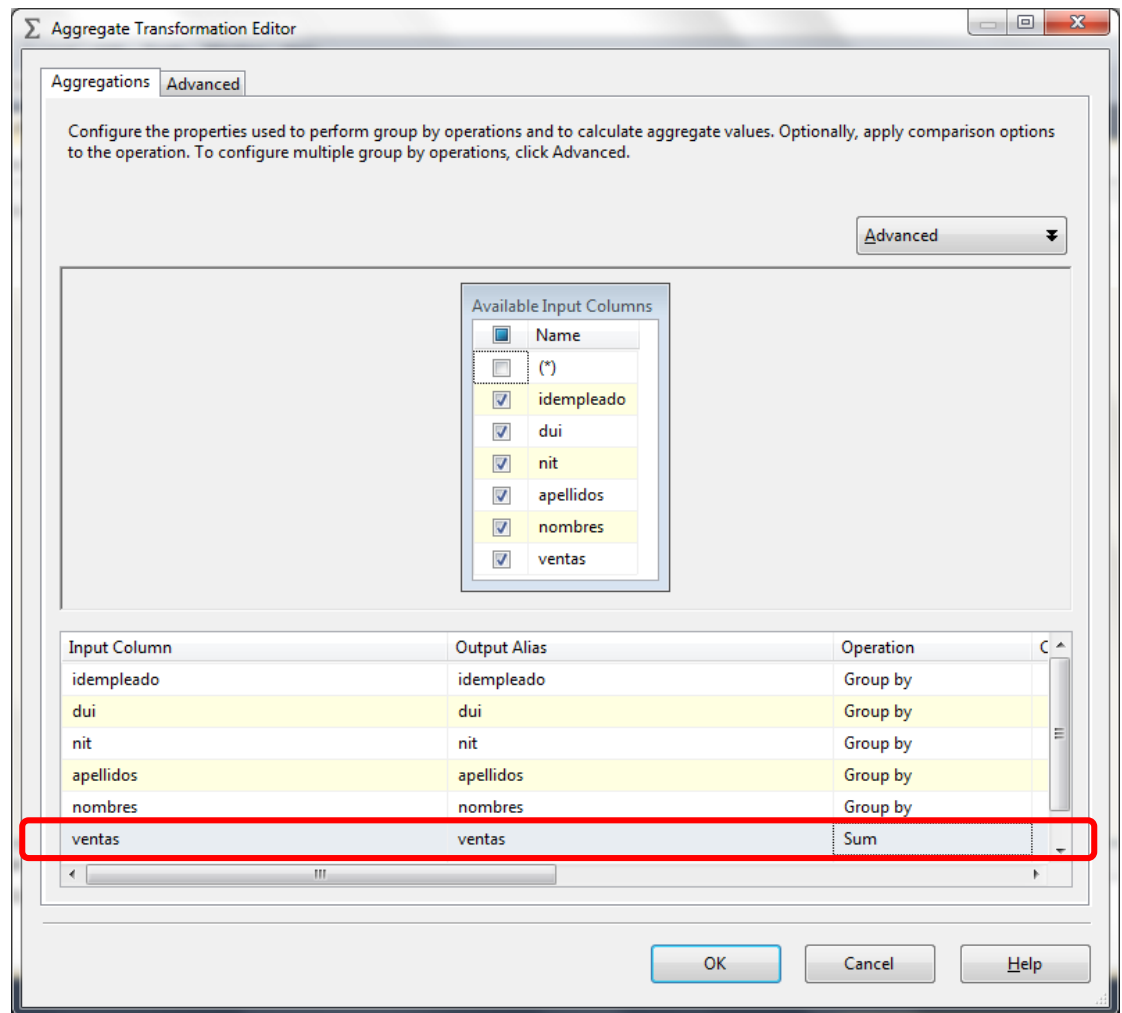 Aggregate Transformation Editor
Aggregations Advanced
Configure the properties used to perform group by operations and to calculate aggregate values. Optionally, apply comparison options
to the operation. To configure multiple group by operations, click Advanced.
Advanced
Available Input Columns
Name
(*)
idempleado
dui
nit
apellidos
nombres
ventas
Input Column Output Alias Operation C
idempleado idempleado Group by
dui dui Group by
nit nit Group by
apellidos apellidos Group by
nombres nombres Group by
ventas ventas Sum
OK Cancel Help